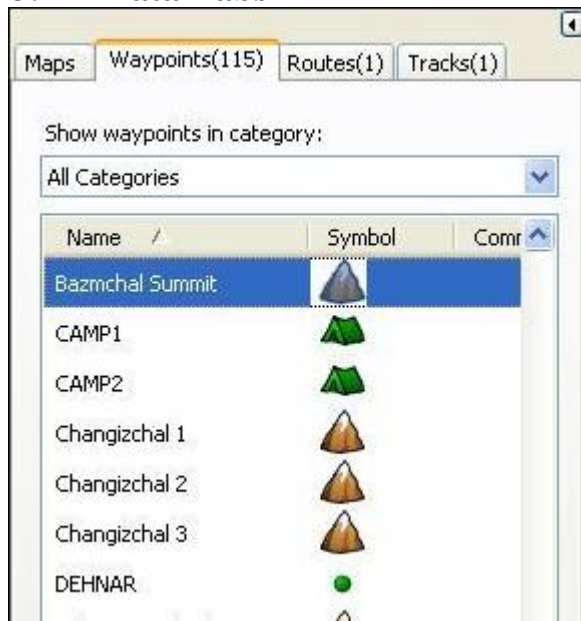 Maps Waypoints(115) Routes(1) Tracks(1)
Show waypoints in category:
All Categories
Name Symbol Comr
Bazmchal Summit
CAMP1
CAMP2
Changizchal 1
Changizchal 2
Changizchal 3
DEHNAR